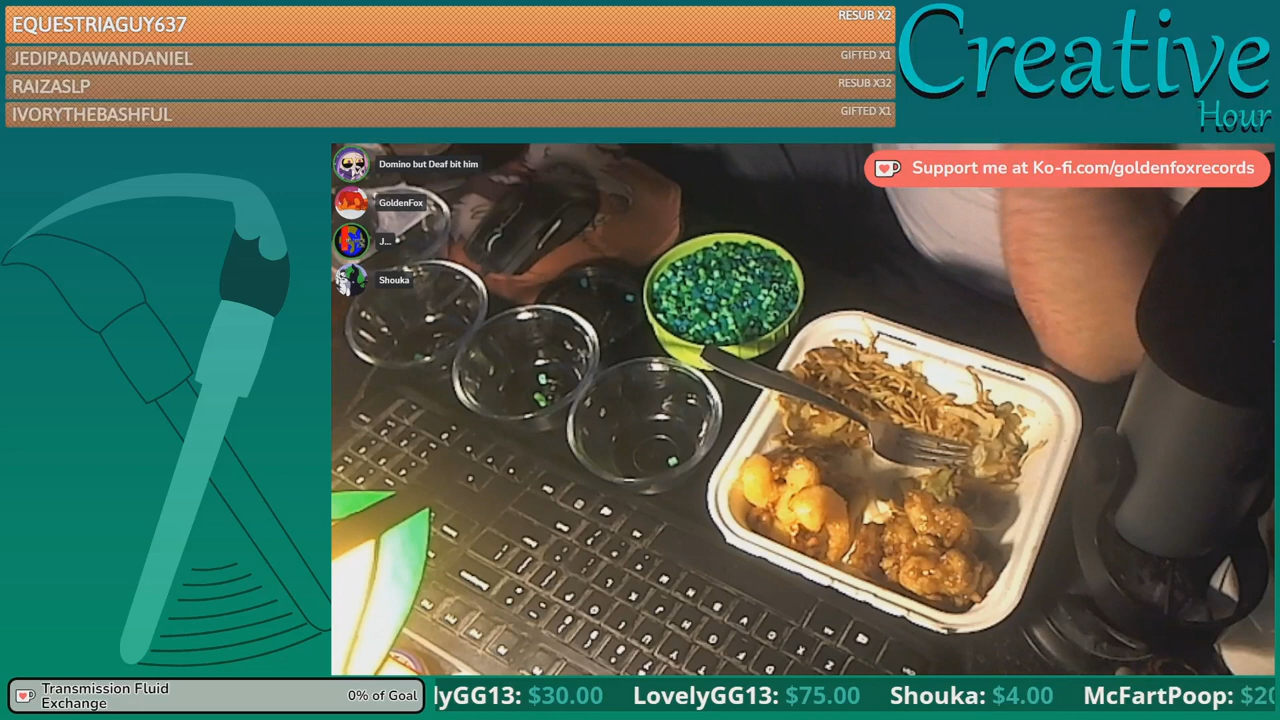 EQUESTRIAGUY637
RESUB X2
JEDIPADAWANDANIEL
GIFTED X1
RAIZASLP
RESUB X32
IVORYTHEBASHFUL
GIFTED X1
Creative
Hour
Domino but Deaf bit him
GoldenFox
J...
Shouka
Support me at Ko-fi.com/goldenfoxrecords
Transmission Fluid
Exchange
0% of Goal
lyGG13: $30.00 LovelyGG13: $75.00 Shouka: $4.00 McFartPoop: $20